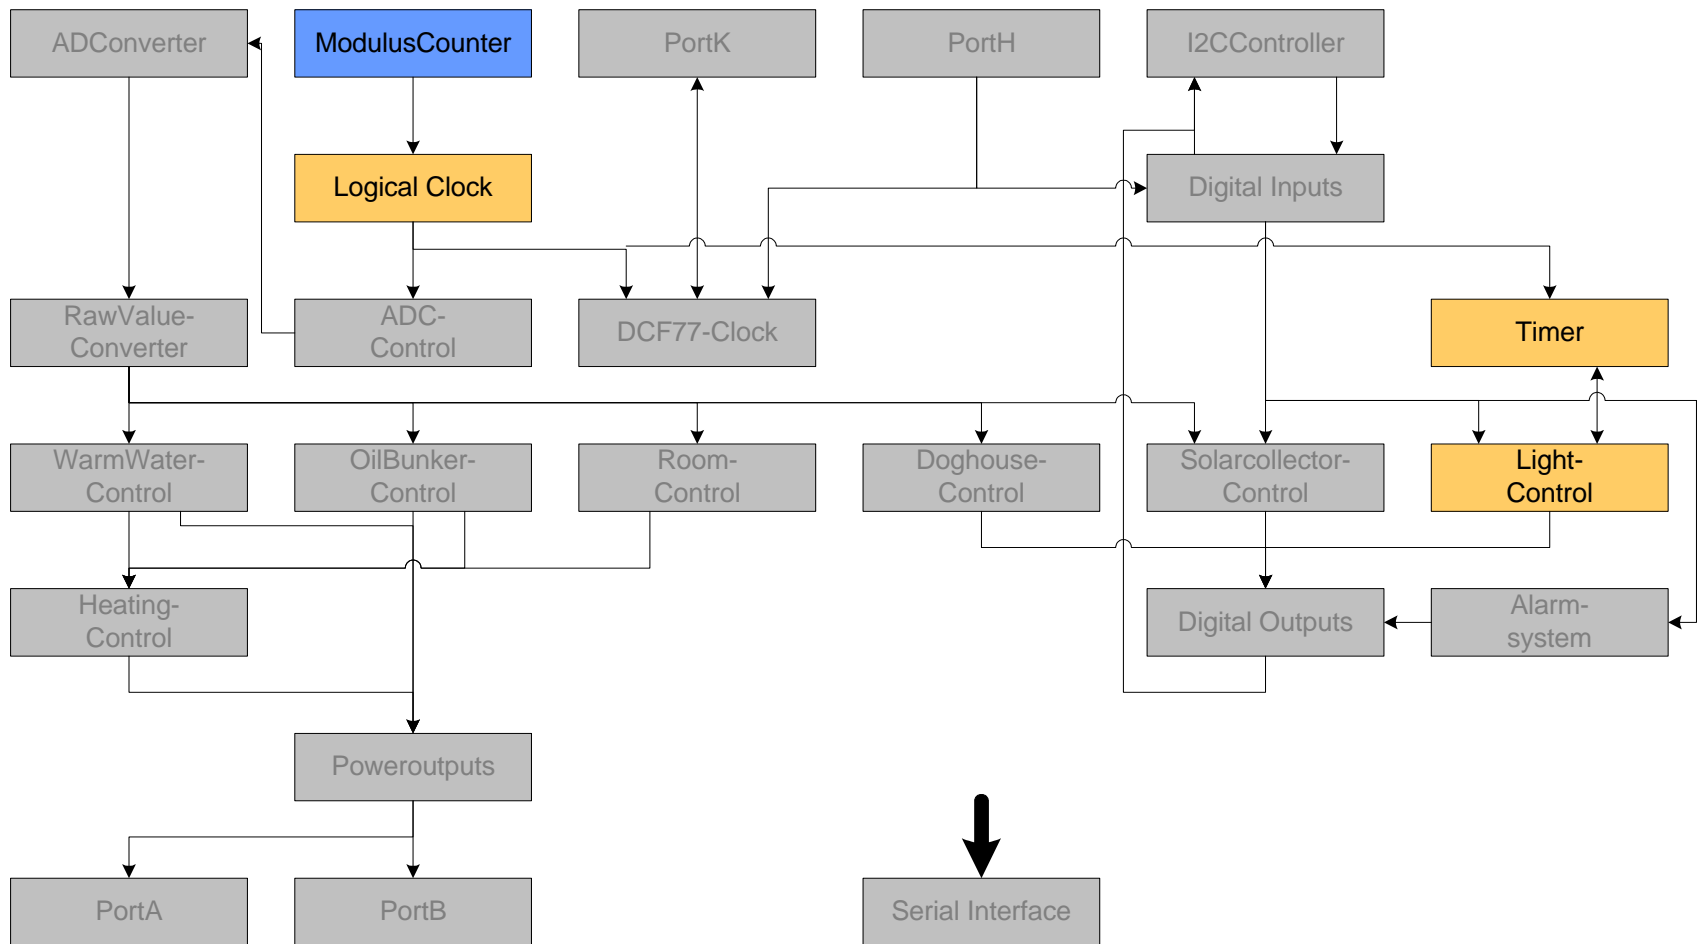 ADConverter
ModulusCounter
PortK
PortH
I2CController
Logical Clock
Digital Inputs
RawValue-
Converter
ADC-
Control
DCF77-Clock
Timer
WarmWater-
Control
OilBunker-
Control
Room-
Control
Doghouse-
Control
Solarcollector-
Control
Light-
Control
Heating-
Control
Digital Outputs
Alarm-
system
Poweroutputs
PortA
PortB
Serial Interface